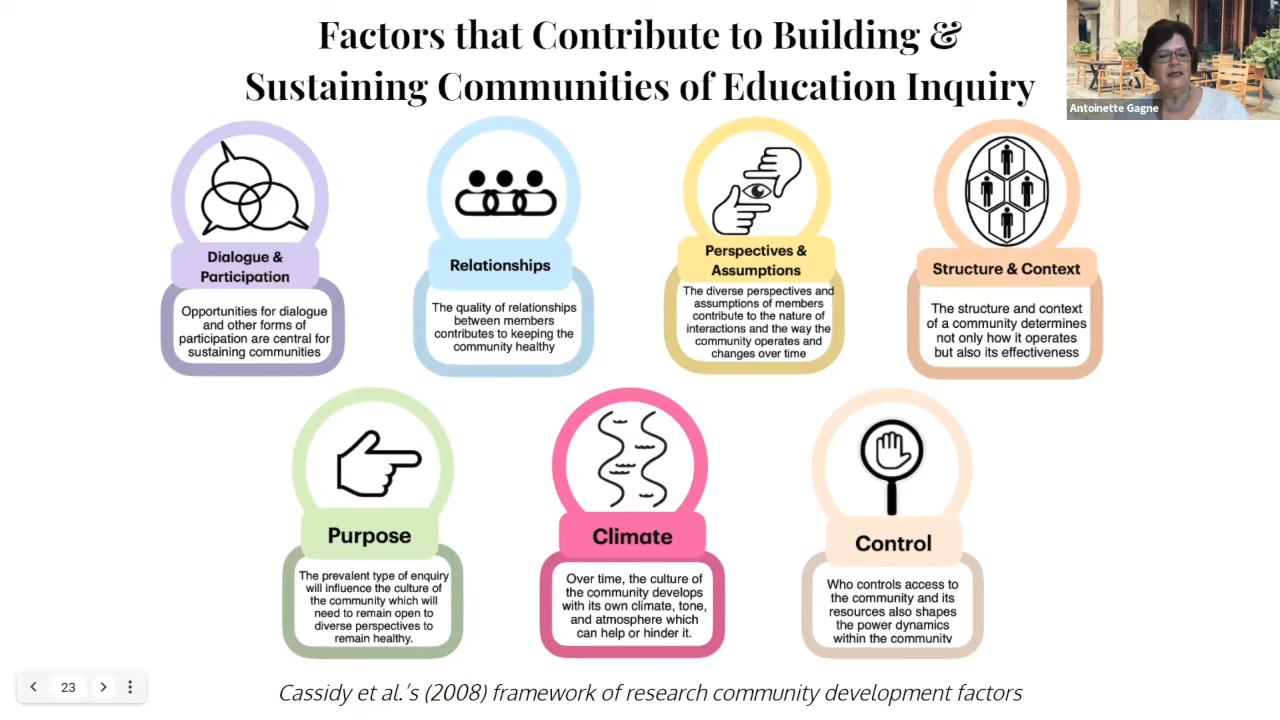 Factors that Contribute to Building &
Sustaining Communities of Education Inquiry
Antoinette Gagne
Dialogue &
Participation
Opportunities for dialogue
and other forms of
participation are central for
sustaining communities
Relationships
The quality of relationships
between members
contributes to keeping the
community healthy
Perspectives &
Assumptions
The diverse perspectives and
assumptions of members
contribute to the nature of
interactions and the way the
community operates and
changes over time
Structure & Context
The structure and context
of a community determines
not only how it operates
but also its effectiveness
Purpose
The prevalent type of enquiry
will influence the culture of
the community which will
need to remain open to
diverse perspectives to
remain healthy.
Climate
Over time, the culture of
the community develops
with its own climate, tone,
and atmosphere which
can help or hinder it.
Control
Who controls access to
the community and its
resources also shapes
the power dynamics
within the community
23
Cassidy et al.'s (2008) framework of research community development factors